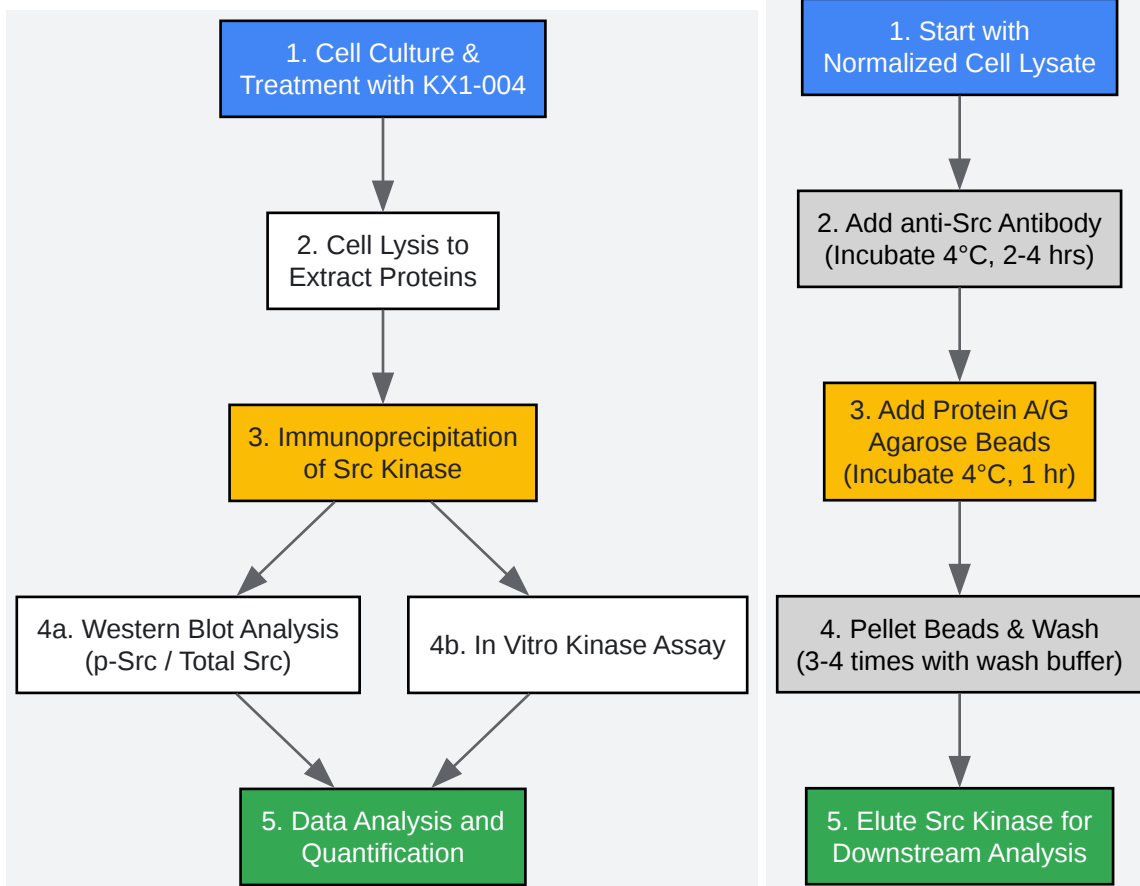 1. Cell Culture &
Treatment with KX1-004
2. Cell Lysis to
Extract Proteins
3. Immunoprecipitation
of Src Kinase
4a. Western Blot Analysis
(p-Src / Total Src)
4b. In Vitro Kinase Assay
5. Data Analysis and
Quantification
1. Start with
Normalized Cell Lysate
2. Add anti-Src Antibody
(Incubate 4°C, 2-4 hrs)
3. Add Protein A/G
Agarose Beads
(Incubate 4°C, 1 hr)
4. Pellet Beads & Wash
(3-4 times with wash buffer)
5. Elute Src Kinase for
Downstream Analysis